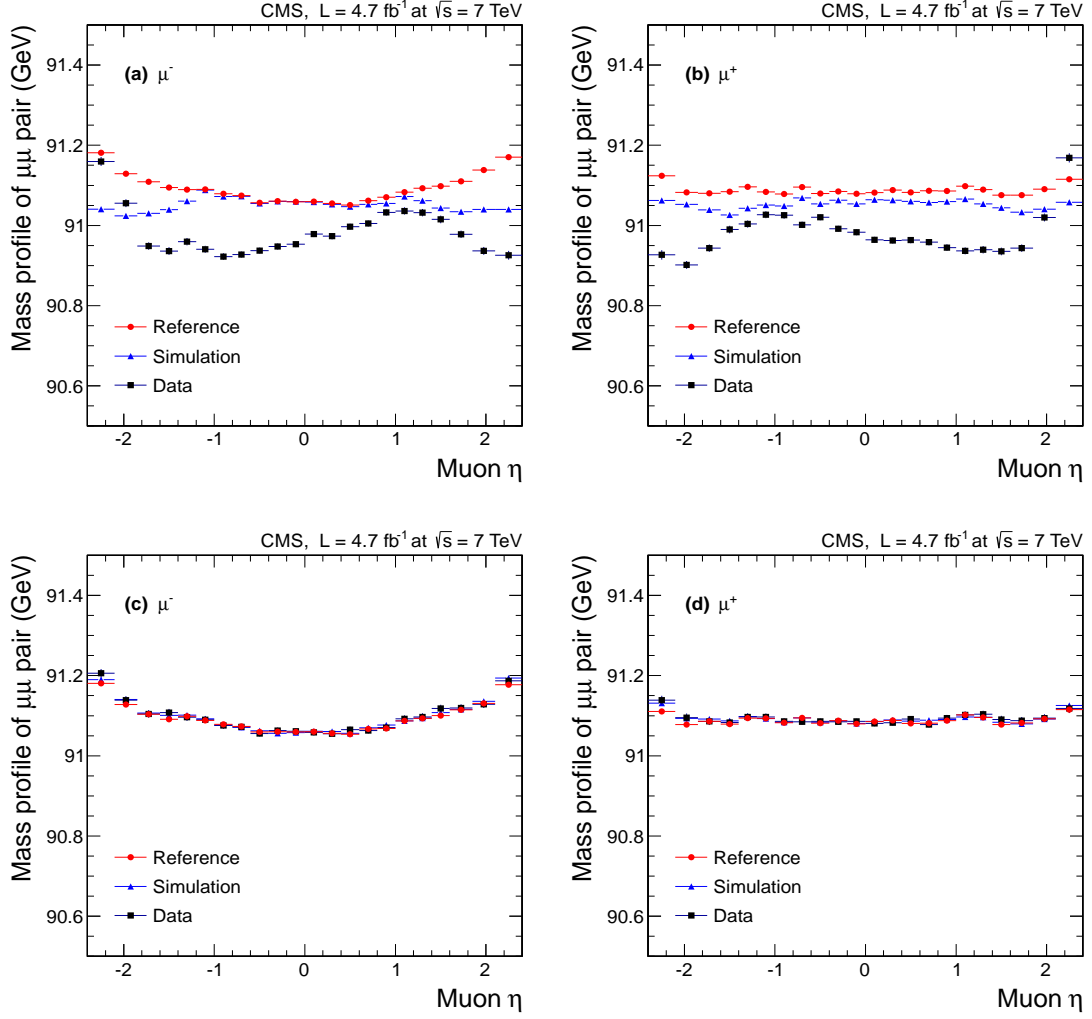 CMS, L = 4.7 fb⁻¹ at √s = 7 TeV
Mass profile of μμ pair (GeV)
(a) μ⁻
91.4
91.2
91
90.8
90.6
Reference
Simulation
Data
-2 -1 0 1 2
Muon η
CMS, L = 4.7 fb⁻¹ at √s = 7 TeV
Mass profile of μμ pair (GeV)
(b) μ⁺
91.4
91.2
91
90.8
90.6
Reference
Simulation
Data
-2 -1 0 1 2
Muon η
CMS, L = 4.7 fb⁻¹ at √s = 7 TeV
Mass profile of μμ pair (GeV)
(c) μ⁻
91.4
91.2
91
90.8
90.6
Reference
Simulation
Data
-2 -1 0 1 2
Muon η
CMS, L = 4.7 fb⁻¹ at √s = 7 TeV
Mass profile of μμ pair (GeV)
(d) μ⁺
91.4
91.2
91
90.8
90.6
Reference
Simulation
Data
-2 -1 0 1 2
Muon η